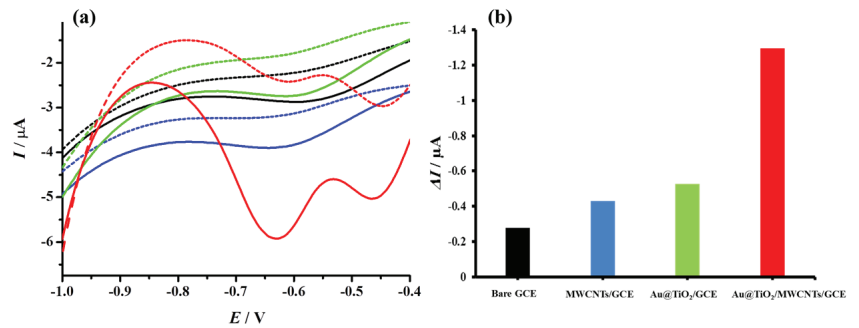 (a)
I / μA
-1
-2
-3
-4
-5
-6
-1.0 -0.9 -0.8 -0.7 -0.6 -0.5 -0.4
E / V
(b)
ΔI / μA
-1.4
-1.2
-1
-0.8
-0.6
-0.4
-0.2
0
Bare GCE MWCNTs/GCE Au@TiO₂/GCE Au@TiO₂/MWCNTs/GCE